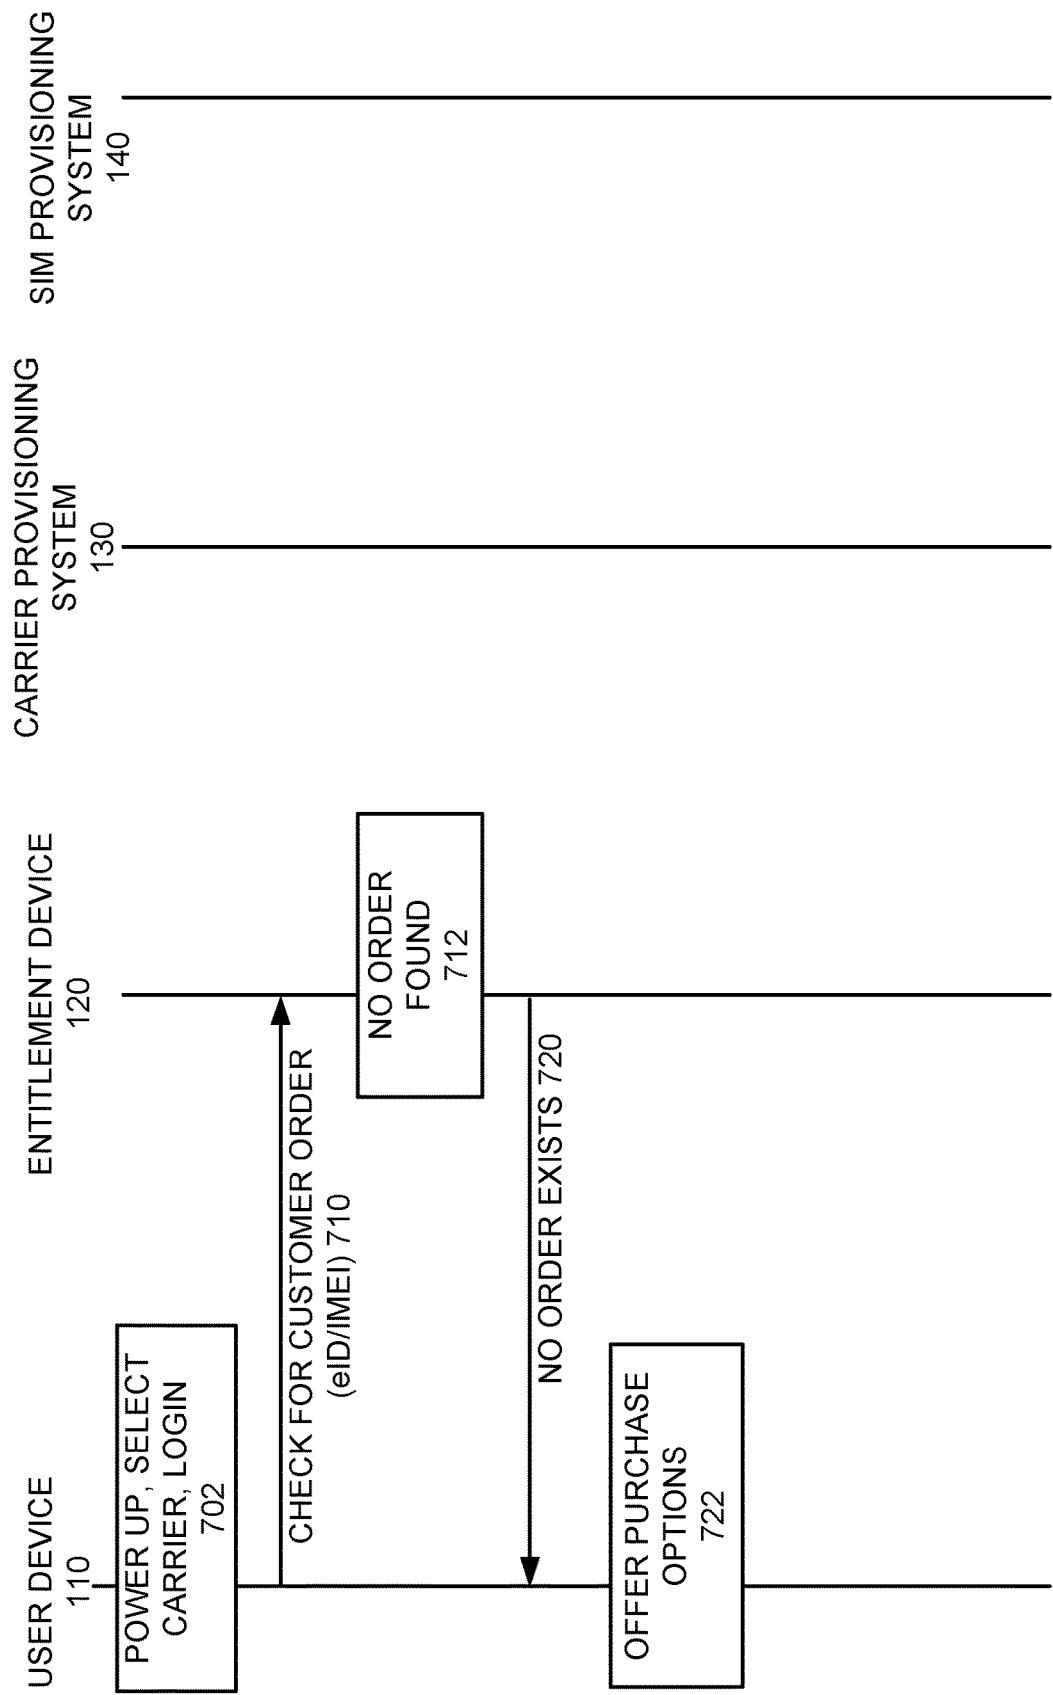 USER DEVICE
110
ENTITLEMENT DEVICE
120
CARRIER PROVISIONING
SYSTEM
130
SIM PROVISIONING
SYSTEM
140
POWER UP, SELECT
CARRIER, LOGIN
702
CHECK FOR CUSTOMER ORDER
(eID/IMEI) 710
NO ORDER
FOUND
712
NO ORDER EXISTS 720
OFFER PURCHASE
OPTIONS
722